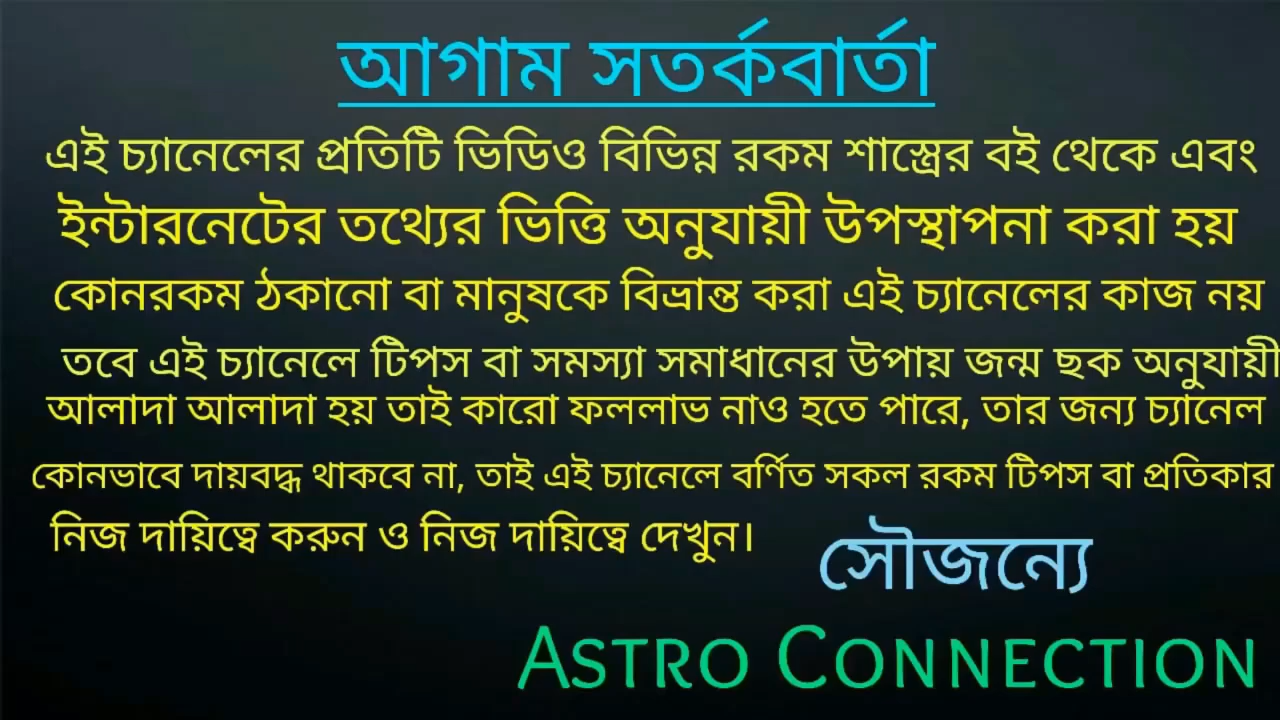 আগাম সতর্কবার্তা
এই চ্যানেলের প্রতিটি ভিডিও বিভিন্ন রকম শাস্ত্রের বই থেকে এবং
ইন্টারনেটের তথ্যের ভিত্তি অনুযায়ী উপস্থাপনা করা হয়
কোনরকম ঠকানো বা মানুষকে বিভ্রান্ত করা এই চ্যানেলের কাজ নয়
তবে এই চ্যানেলে টিপস বা সমস্যা সমাধানের উপায় জন্ম ছক অনুযায়ী
আলাদা আলাদা হয় তাই কারো ফললাভ নাও হতে পারে, তার জন্য চ্যানেল
কোনভাবে দায়বদ্ধ থাকবে না, তাই এই চ্যানেলে বর্ণিত সকল রকম টিপস বা প্রতিকার
নিজ দায়িত্বে করুন ও নিজ দায়িত্বে দেখুন।
সৌজন্যে
ASTRO CONNECTION